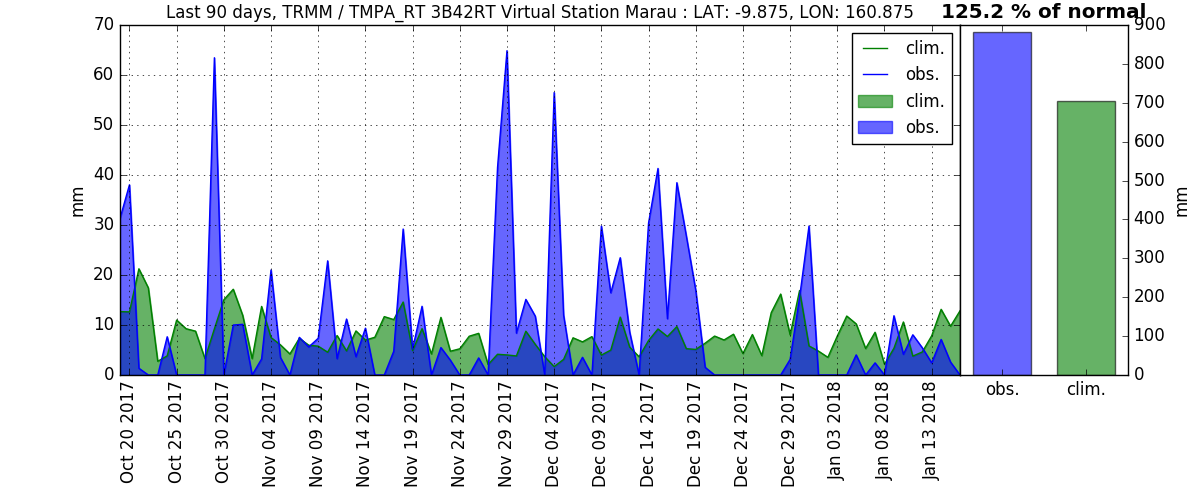 Last 90 days, TRMM / TMPA_RT 3B42RT Virtual Station Marau : LAT: -9.875, LON: 160.875
125.2 % of normal
70
60
50
40
30
20
10
0
mm
clim.
obs.
clim.
obs.
900
800
700
600
500
400
300
200
100
0
mm
Oct 20 2017
Oct 25 2017
Oct 30 2017
Nov 04 2017
Nov 09 2017
Nov 14 2017
Nov 19 2017
Nov 24 2017
Nov 29 2017
Dec 04 2017
Dec 09 2017
Dec 14 2017
Dec 19 2017
Dec 24 2017
Dec 29 2017
Jan 03 2018
Jan 08 2018
Jan 13 2018
obs.
clim.